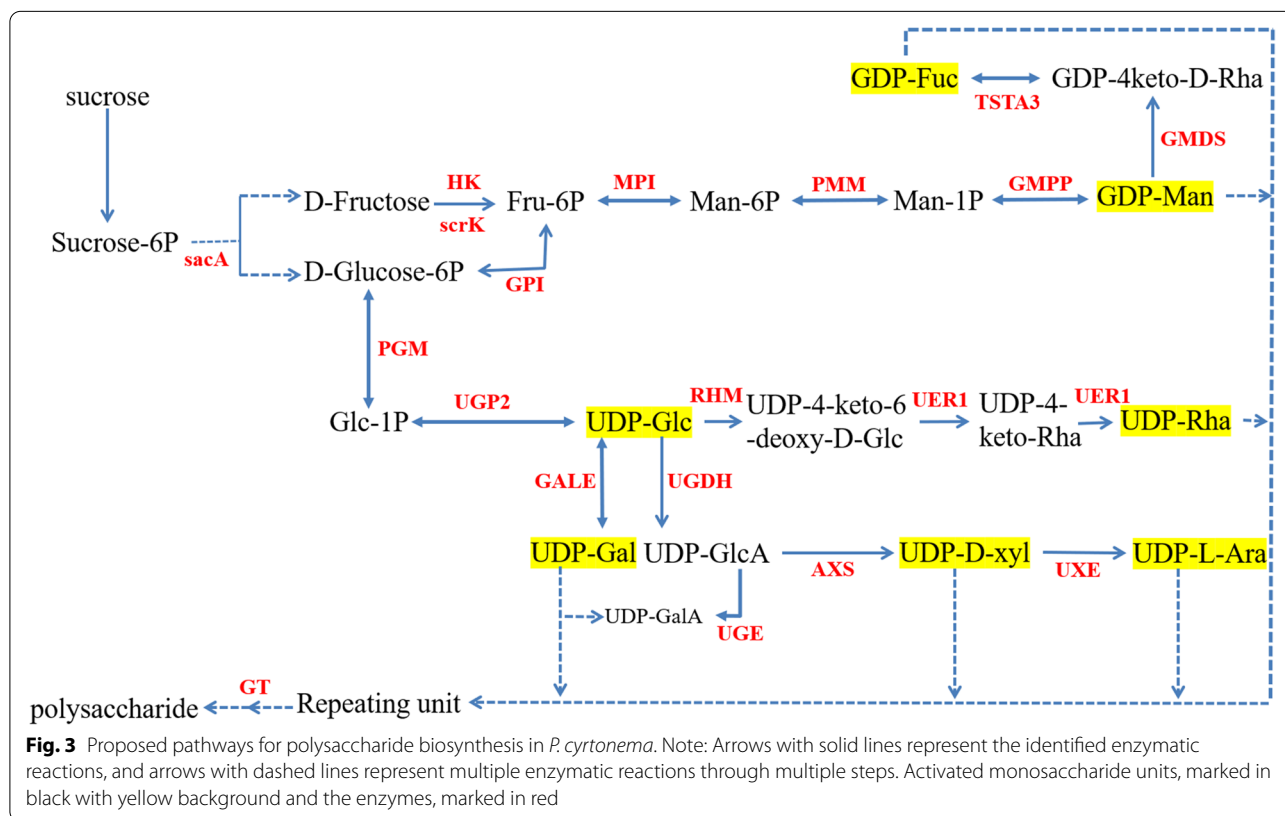 sucrose
GDP-Fuc
TSTA3
GDP-4keto-D-Rha
GMDS
Sucrose-6P
sacA
D-Fructose
HK
scrK
Fru-6P
MPI
Man-6P
PMM
Man-1P
GMPP
GDP-Man
D-Glucose-6P
GPI
PGM
Glc-1P
UGP2
UDP-Glc
RHM
UDP-4-keto-6
-deoxy-D-Glc
UER1
UDP-4-
keto-Rha
UER1
UDP-Rha
GALE
UGDH
UDP-Gal
UDP-GlcA
AXS
UDP-D-xyl
UXE
UDP-L-Ara
UDP-GalA
UGE
polysaccharide
GT
Repeating unit
Fig. 3 Proposed pathways for polysaccharide biosynthesis in P. cyrtonema. Note: Arrows with solid lines represent the identified enzymatic
reactions, and arrows with dashed lines represent multiple enzymatic reactions through multiple steps. Activated monosaccharide units, marked in
black with yellow background and the enzymes, marked in red